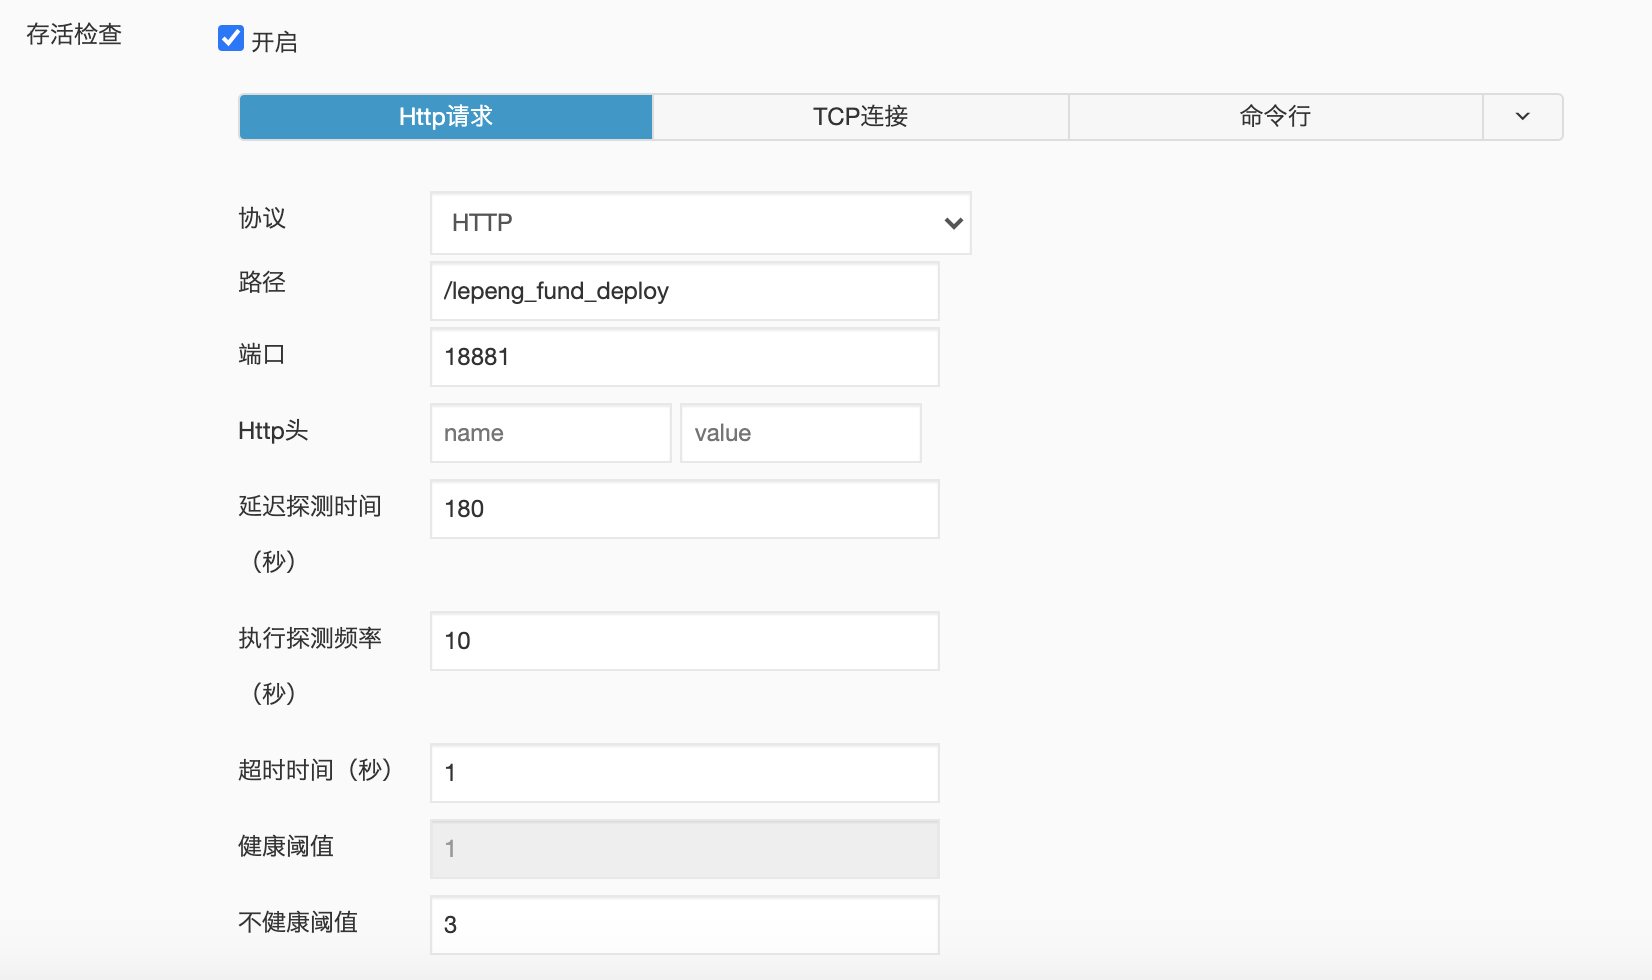 存活检查
开启
Http请求
TCP连接
命令行
协议
HTTP
路径
/lepeng_fund_deploy
端口
18881
Http头
name
value
延迟探测时间
（秒）
180
执行探测频率
（秒）
10
超时时间（秒）
1
健康阈值
1
不健康阈值
3